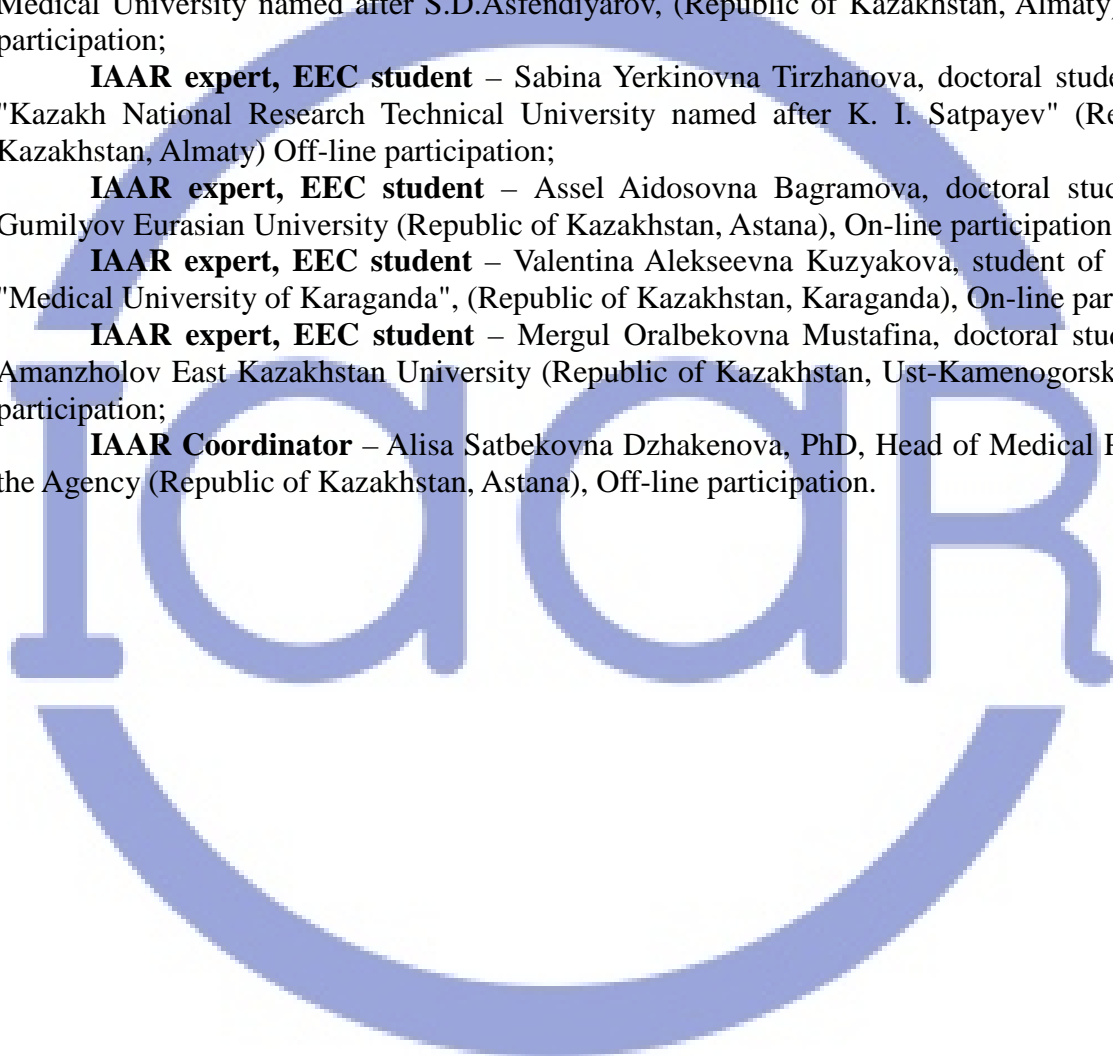 Medical University named after S.D.Asfendiyarov, (Republic of Kazakhstan, Almaty
participation;
IAAR expert, EEC student – Sabina Yerkinovna Tirzhanova, doctoral stude
"Kazakh National Research Technical University named after K. I. Satpayev" (Re
Kazakhstan, Almaty) Off-line participation;
IAAR expert, EEC student – Assel Aidosovna Bagramova, doctoral stud
Gumilyov Eurasian University (Republic of Kazakhstan, Astana), On-line participation
IAAR expert, EEC student – Valentina Alekseevna Kuzyakova, student of
"Medical University of Karaganda", (Republic of Kazakhstan, Karaganda), On-line par
IAAR expert, EEC student – Mergul Oralbekovna Mustafina, doctoral stud
Amanzholov East Kazakhstan University (Republic of Kazakhstan, Ust-Kamenogorsk
participation;
IAAR Coordinator – Alisa Satbekovna Dzhakenova, PhD, Head of Medical P
the Agency (Republic of Kazakhstan, Astana), Off-line participation.
IaaR